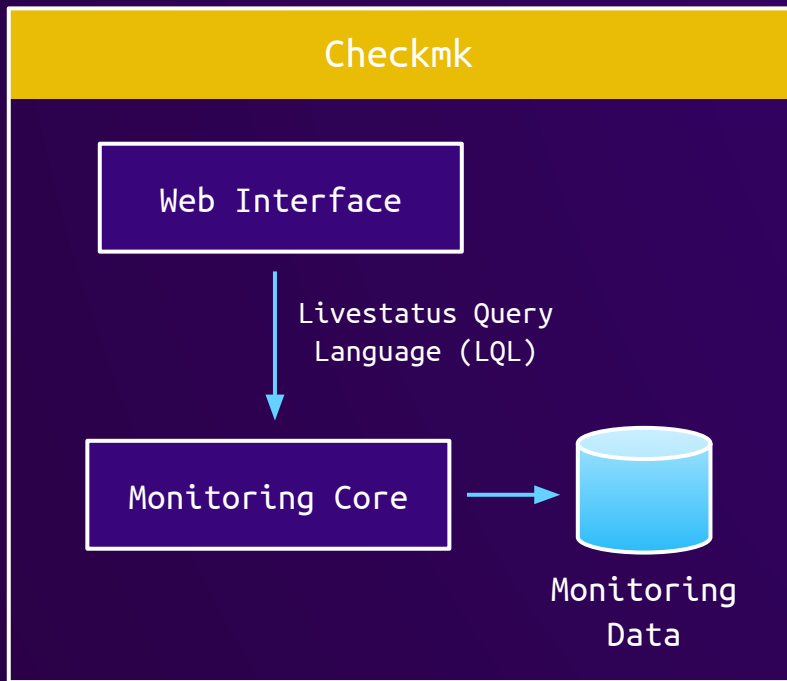 Checkmk
Web Interface
Livestatus Query
Language (LQL)
Monitoring Core
Monitoring
Data